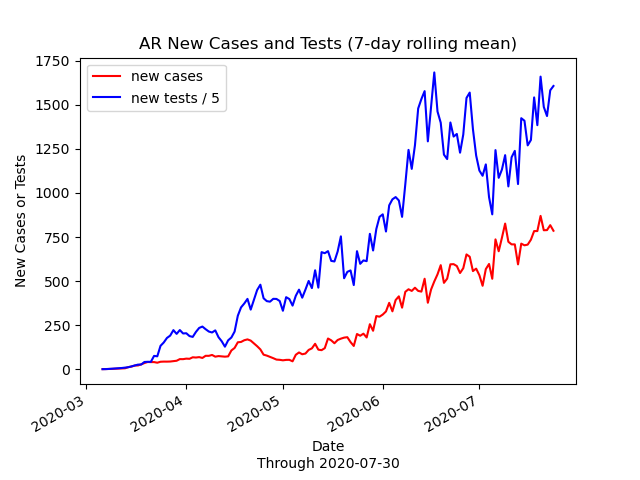 AR New Cases and Tests (7-day rolling mean)
new cases
new tests / 5
New Cases or Tests
1750
1500
1250
1000
750
500
250
0
2020-03
2020-04
2020-05
2020-06
2020-07
Date
Through 2020-07-30